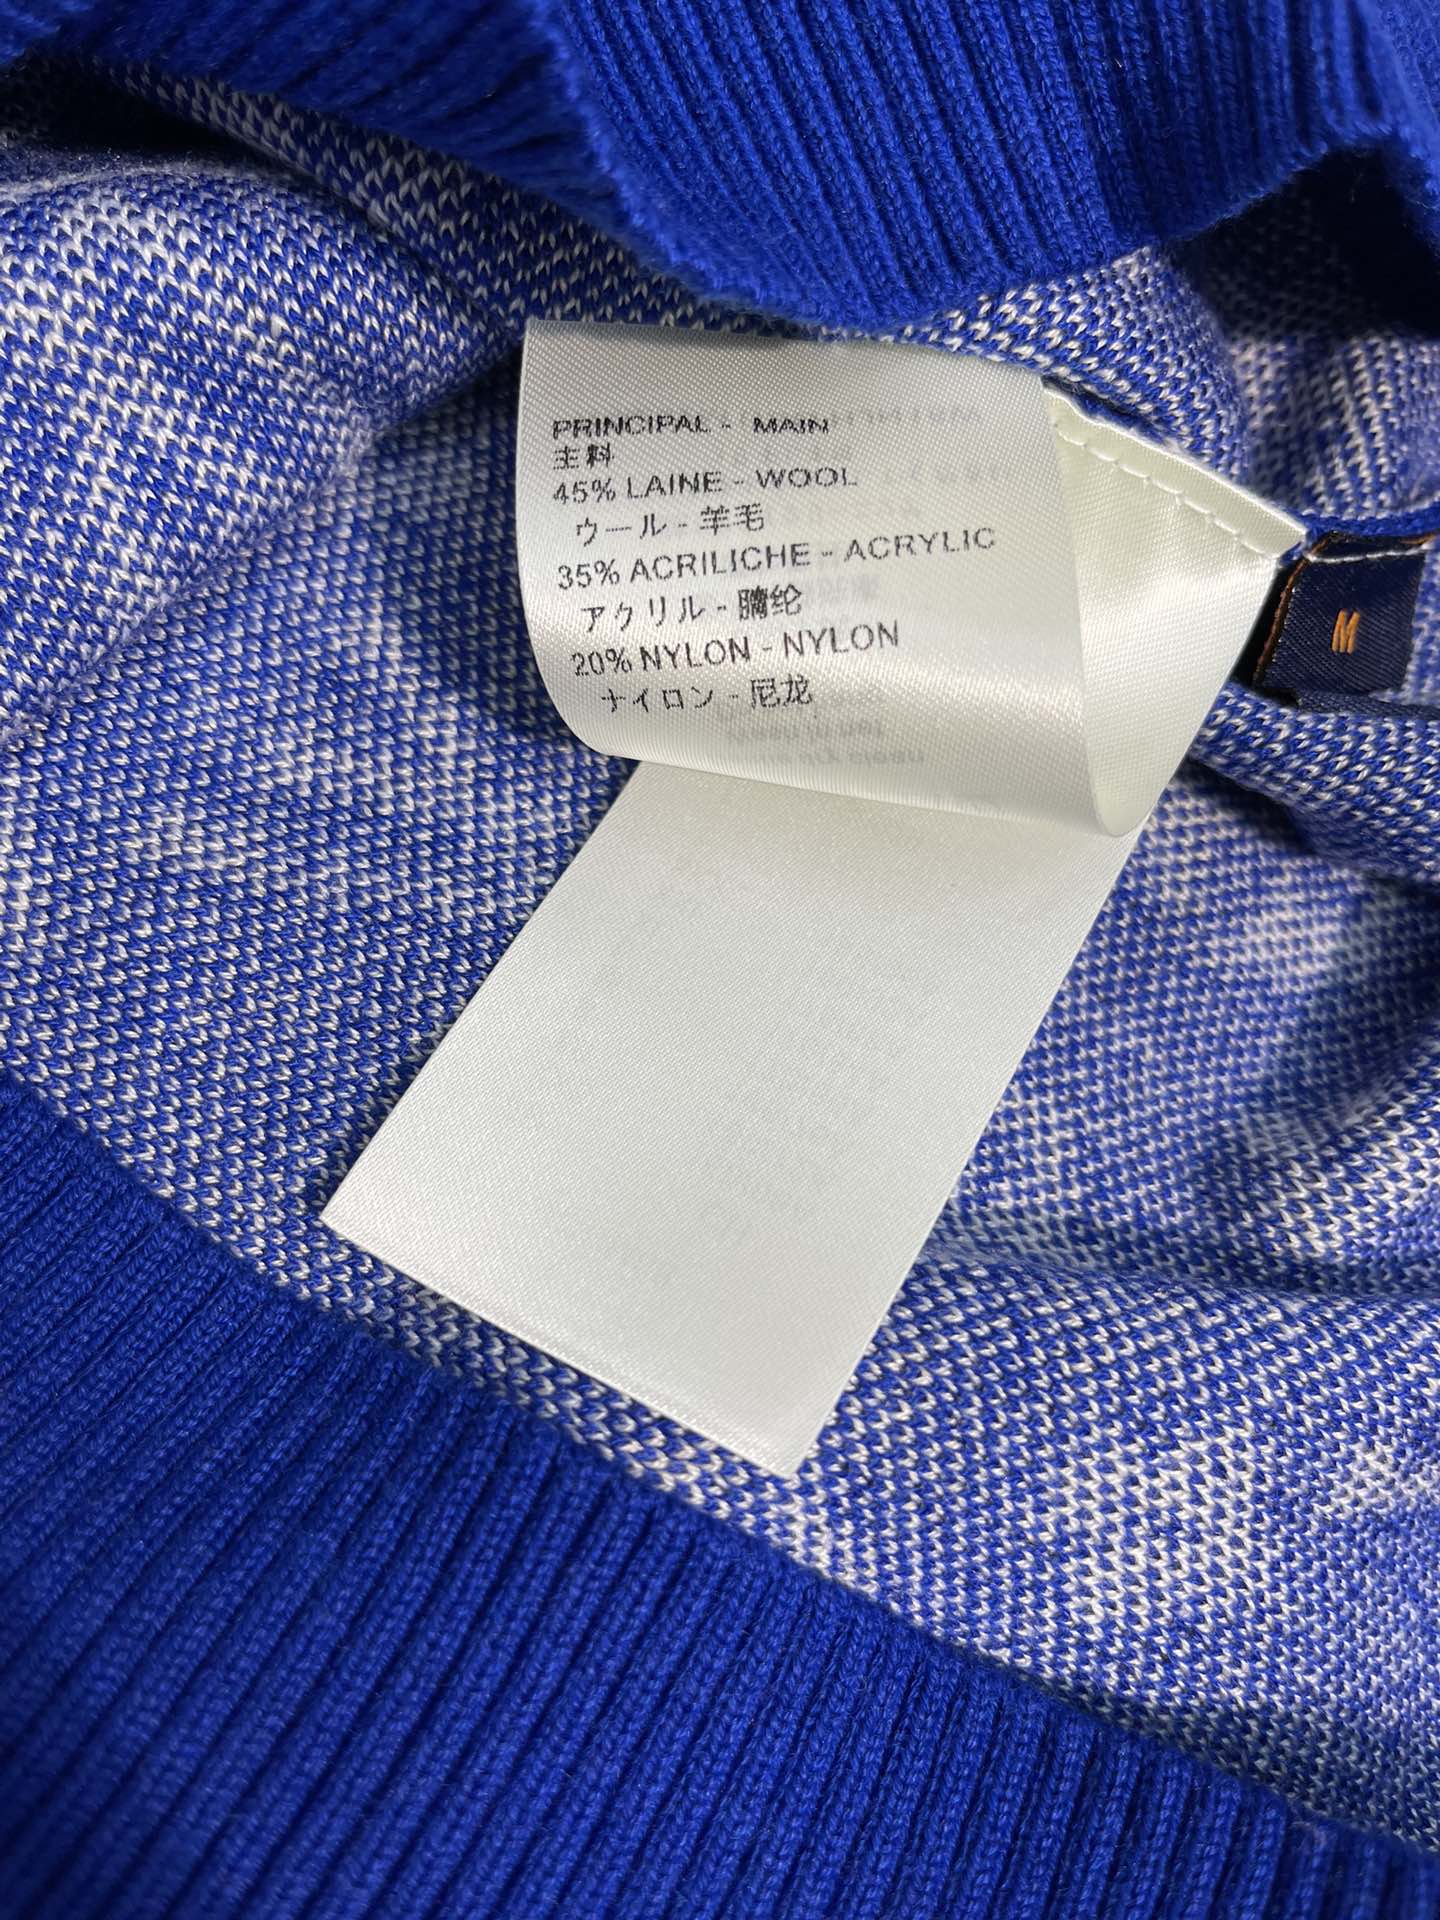 PRINCIPAL - MAIN
主料
45% LAINE - WOOL
ウール - 羊毛
35% ACRILICHE - ACRYLIC
アクリル - 腈纶
20% NYLON - NYLON
ナイロン - 尼龙
M